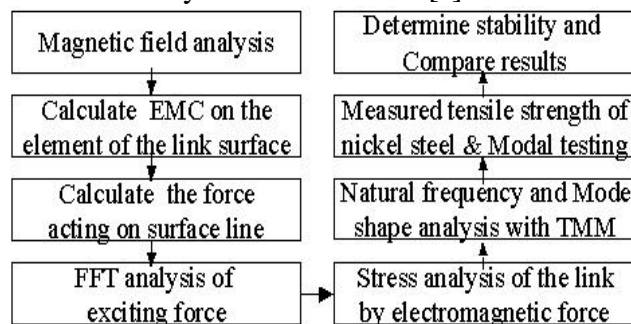 Magnetic field analysis
Calculate EMC on the
element of the link surface
Calculate the force
acting on surface line
FFT analysis of
exciting force
Determine stability and
Compare results
Measured tensile strength of
nickel steel & Modal testing
Natural frequency and Mode
shape analysis with TMM
Stress analysis of the link
by electromagnetic force